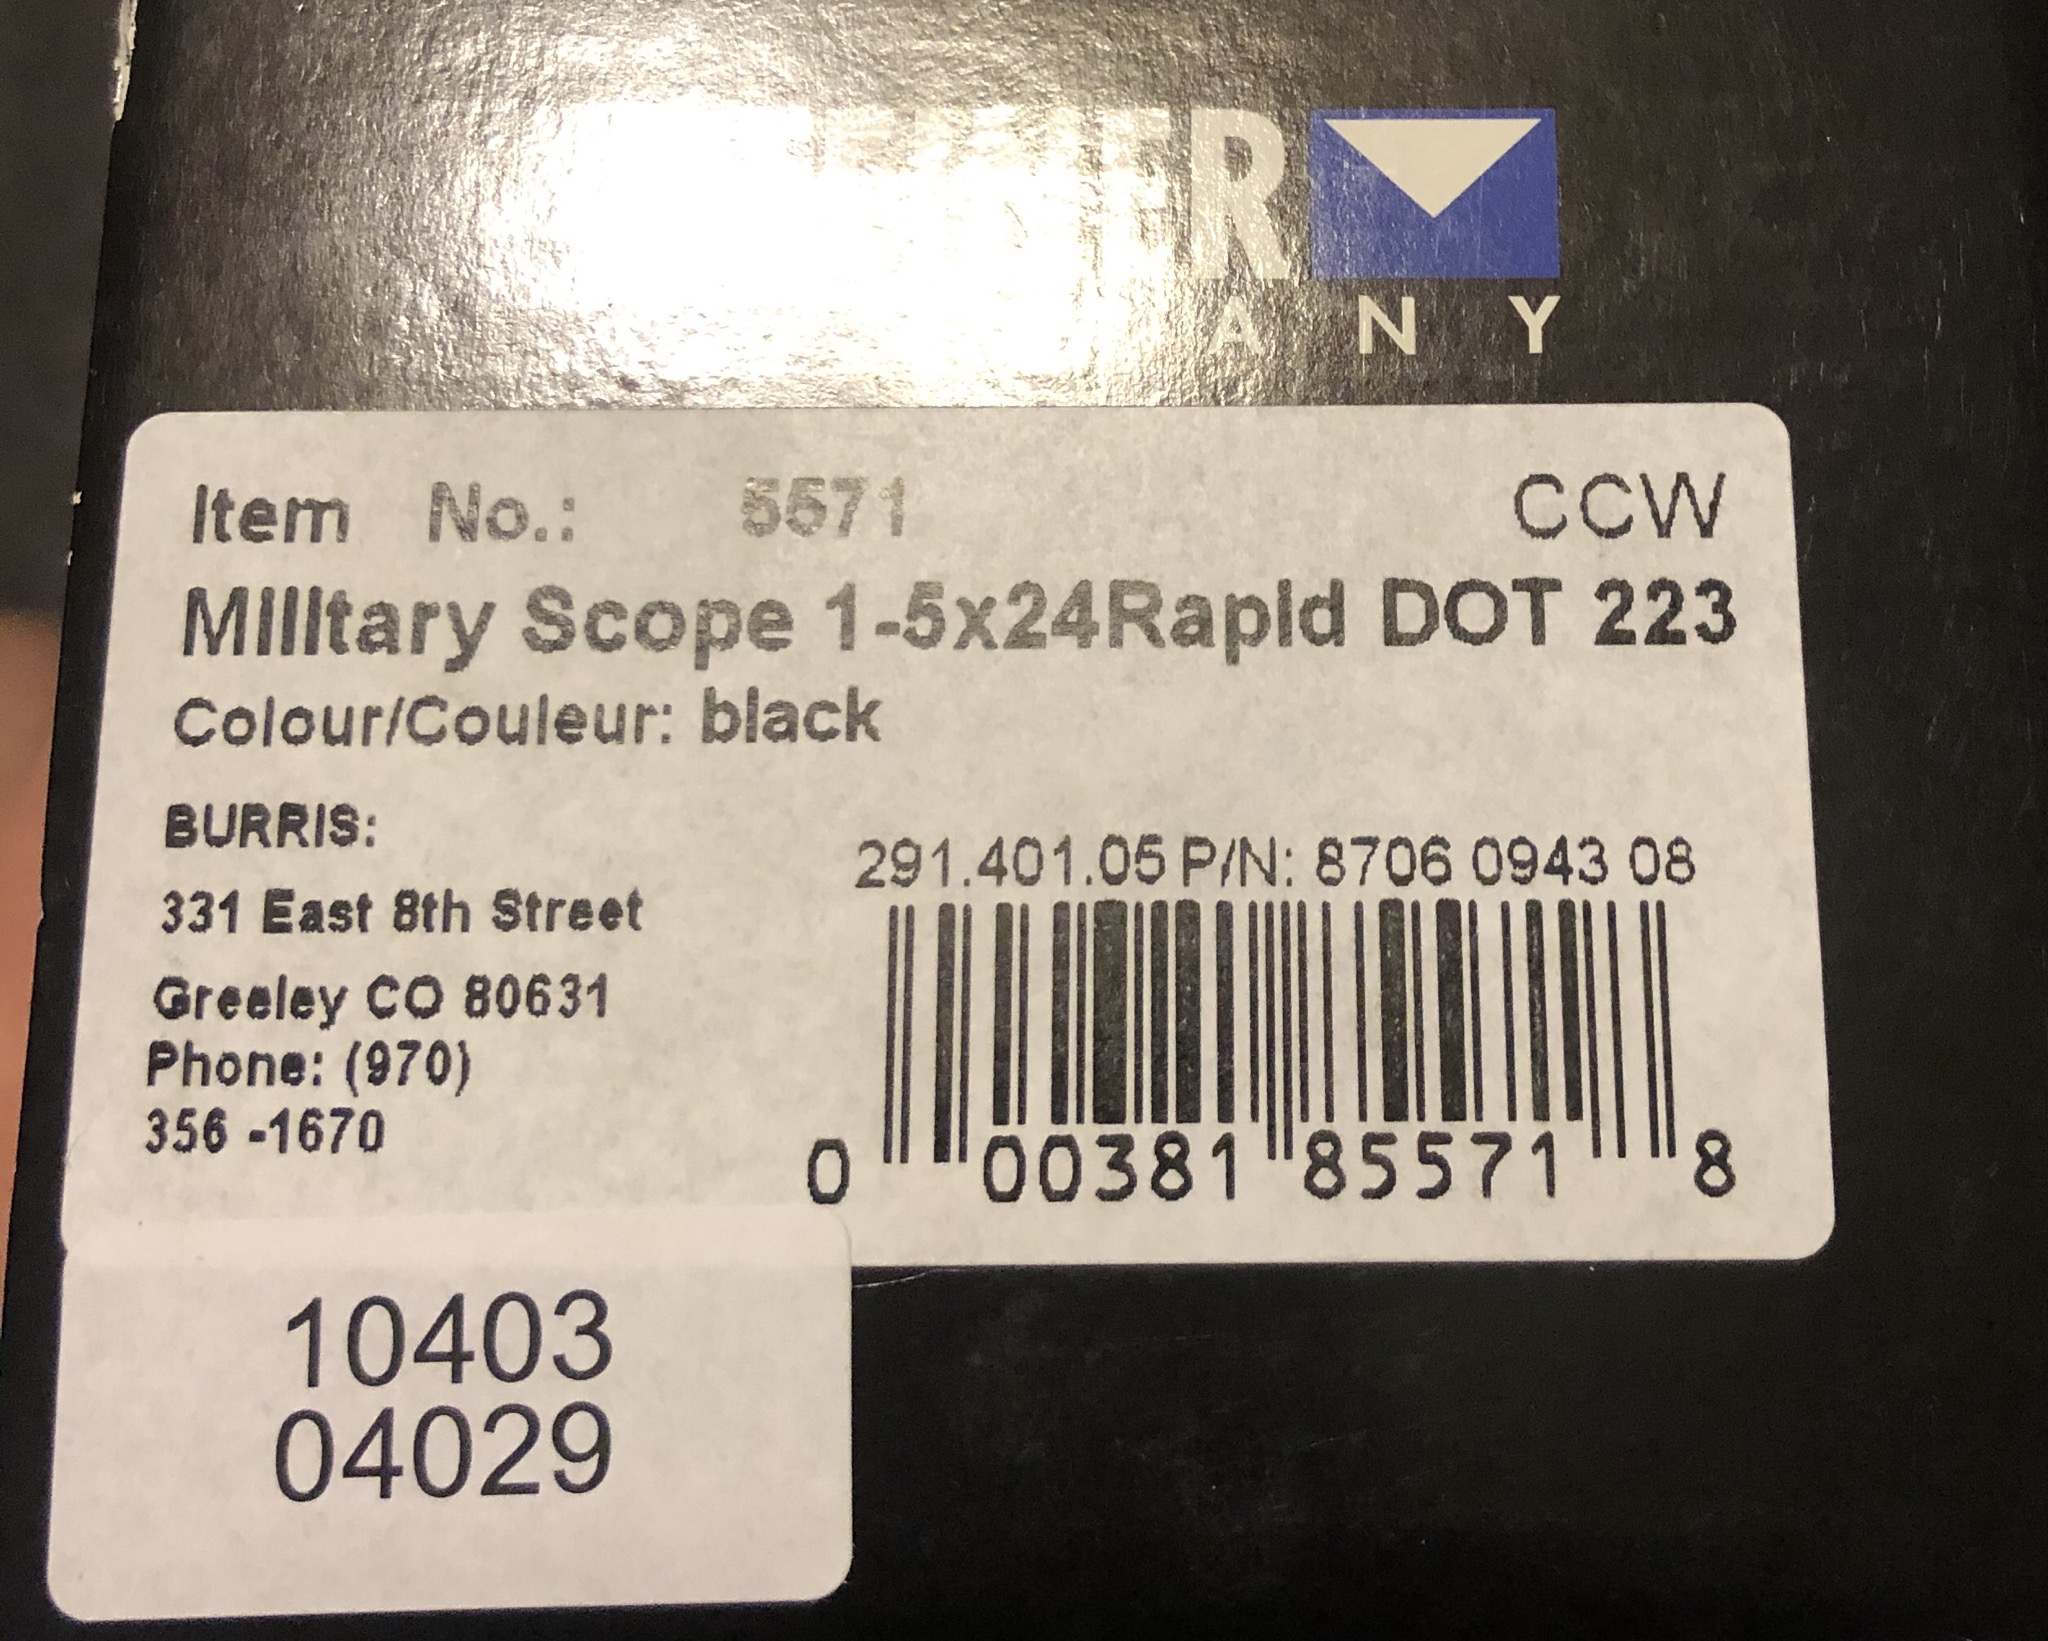 ANY
Item No.: 5571 CCW
Military Scope 1-5x24Rapid DOT 223
Colour/Couleur: black
BURRIS:
331 East 8th Street
Greeley CO 80631
Phone: (970)
356 -1670
291.401.05 P/N: 8706 0943 08
0 00381 85571 8
10403
04029